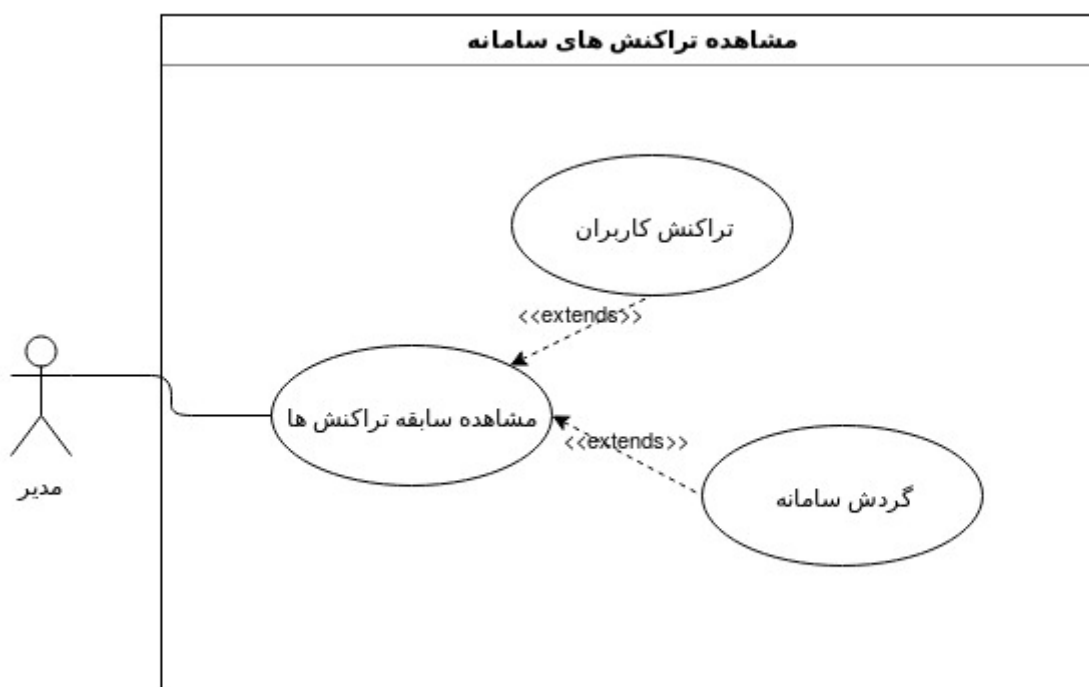 مشاهده تراکنش های سامانه
تراکنش کاربران
<<extends>>
مشاهده سابقه تراکنش ها
<<extends>>
گردش سامانه
مدیر